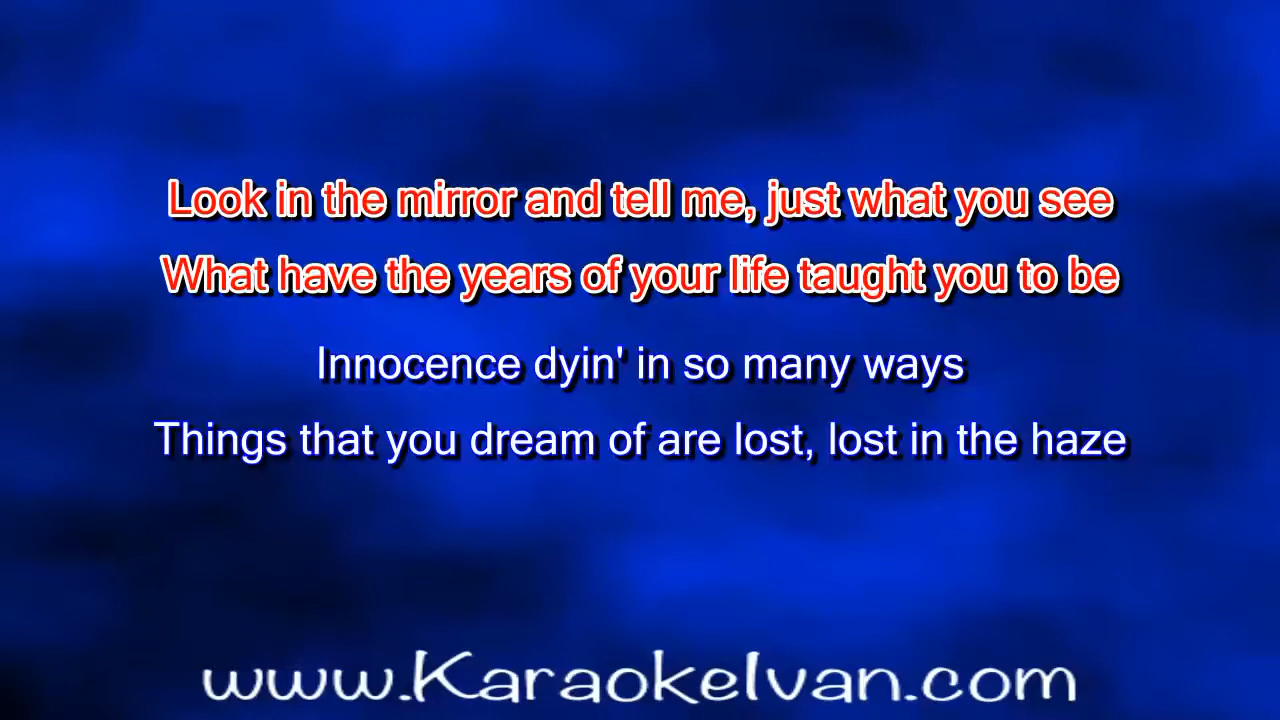 Look in the mirror and tell me, just what you see
What have the years of your life taught you to be
Innocence dyin' in so many ways
Things that you dream of are lost, lost in the haze
www.KaraokeIvan.com